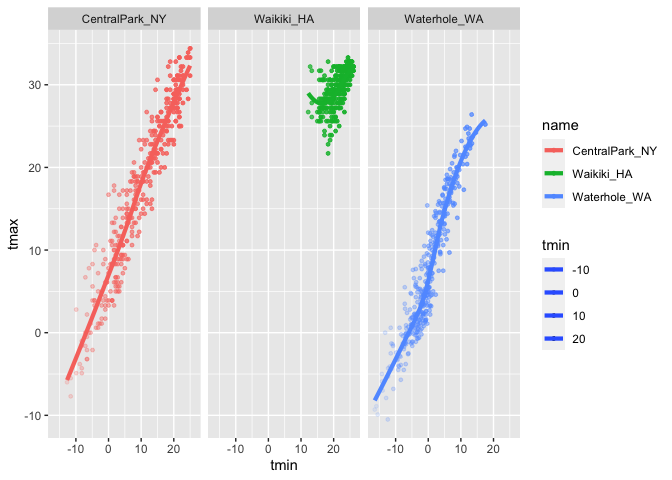 CentralPark_NY Waikiki_HA Waterhole_WA
30
20
10
0
-10
tmax
-10 0 10 20 -10 0 10 20 -10 0 10 20
tmin
name
CentralPark_NY
Waikiki_HA
Waterhole_WA
tmin
-10
0
10
20